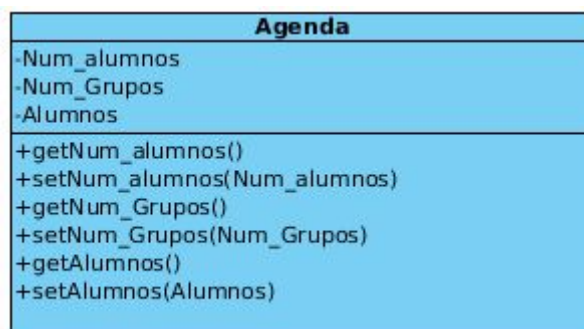 Agenda
-Num_alumnos
-Num_Grupos
-Alumnos
+getNum_alumnos()
+setNum_alumnos(Num_alumnos)
+getNum_Grupos()
+setNum_Grupos(Num_Grupos)
+getAlumnos()
+setAlumnos(Alumnos)